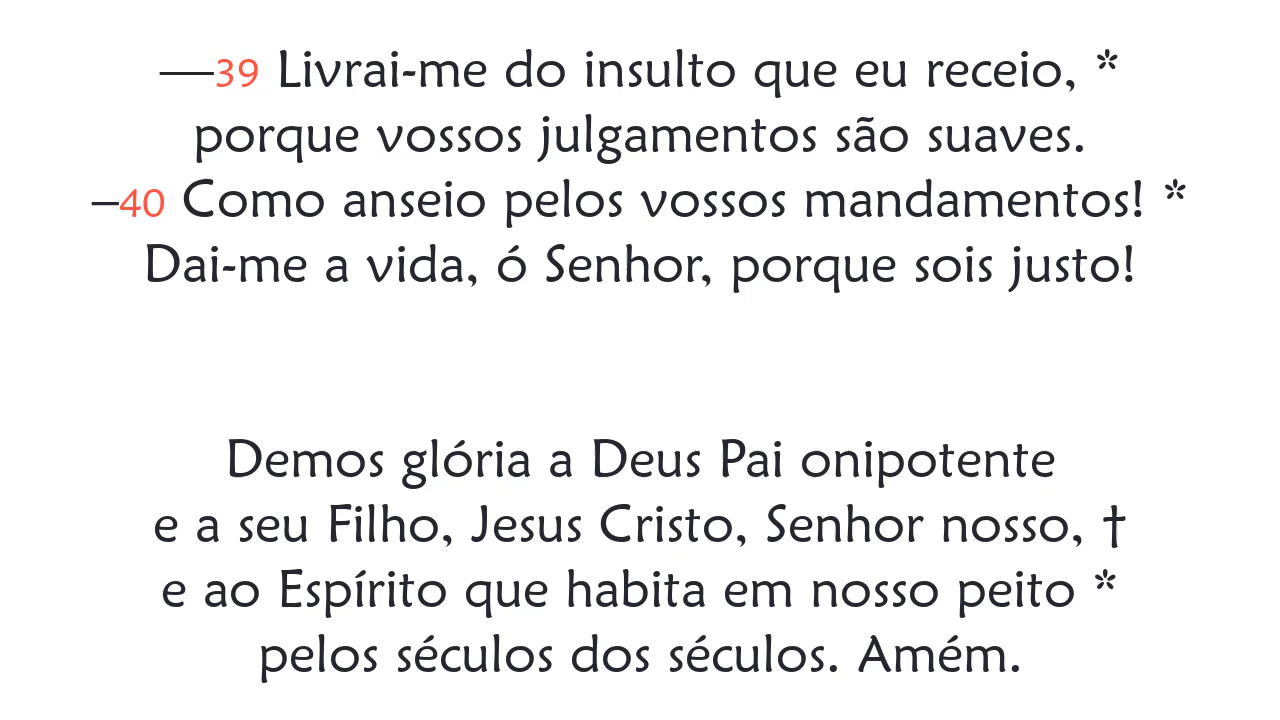 —39 Livrai-me do insulto que eu receio, *
porque vossos julgamentos são suaves.
–40 Como anseio pelos vossos mandamentos! *
Dai-me a vida, ó Senhor, porque sois justo!
Demos glória a Deus Pai onipotente
e a seu Filho, Jesus Cristo, Senhor nosso, †
e ao Espírito que habita em nosso peito *
pelos séculos dos séculos. Amém.